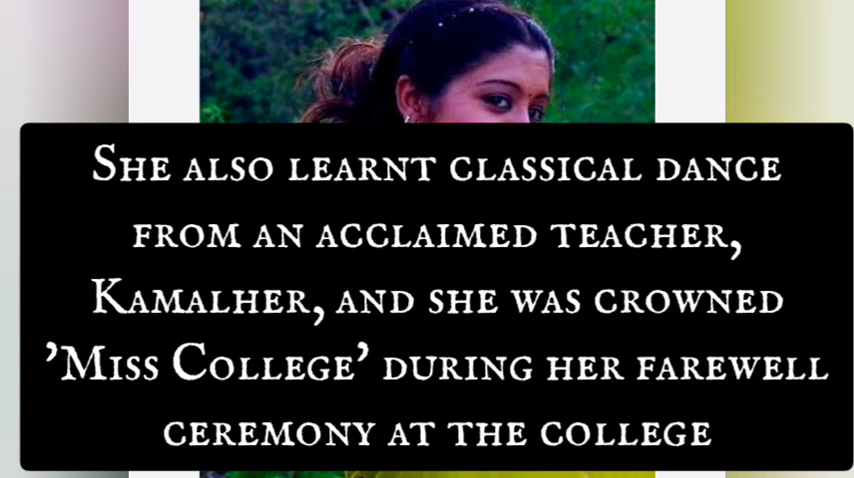 She also learnt classical dance
from an acclaimed teacher,
Kamalher, and she was crowned
'Miss College' during her farewell
ceremony at the college